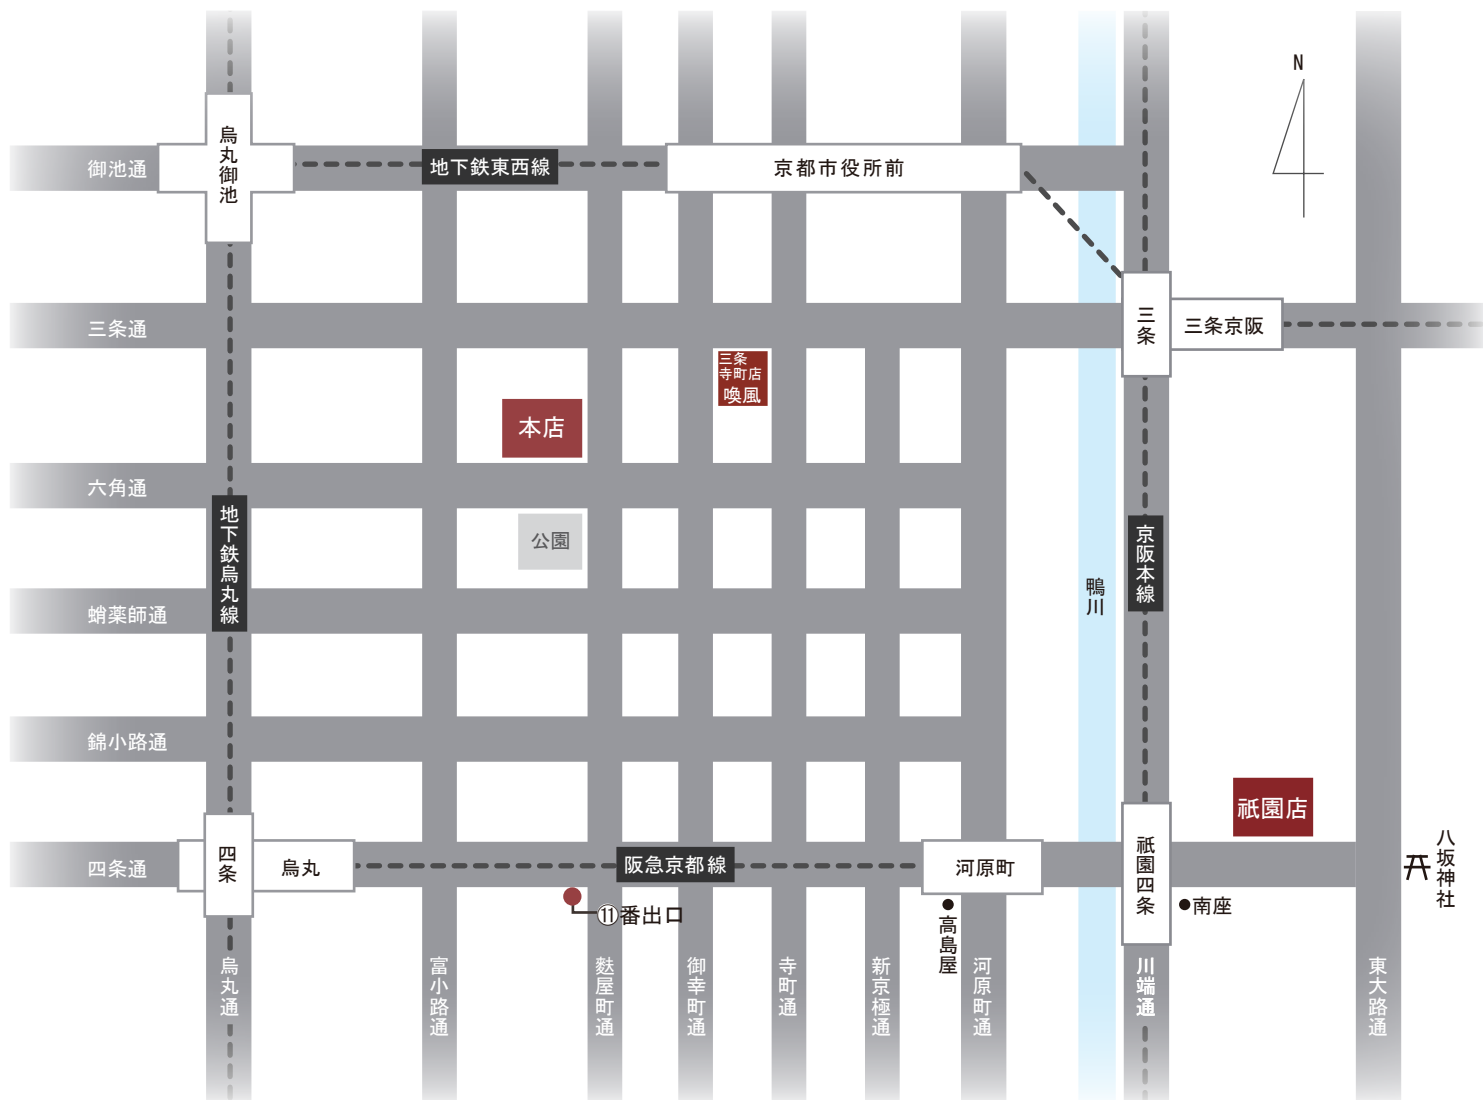 N
烏丸御池
御池通
地下鉄東西線
京都市役所前
三条通
三条
三条京阪
三条
寺町店
喚風
本店
六角通
地下鉄烏丸線
公園
京阪本線
鴨川
蛸薬師通
錦小路通
祇園店
四条通
四条
烏丸
阪急京都線
河原町
祇園四条
八坂神社
⑪番出口
高島屋
南座
烏丸通
富小路通
麩屋町通
御幸町通
寺町通
新京極通
河原町通
川端通
東大路通